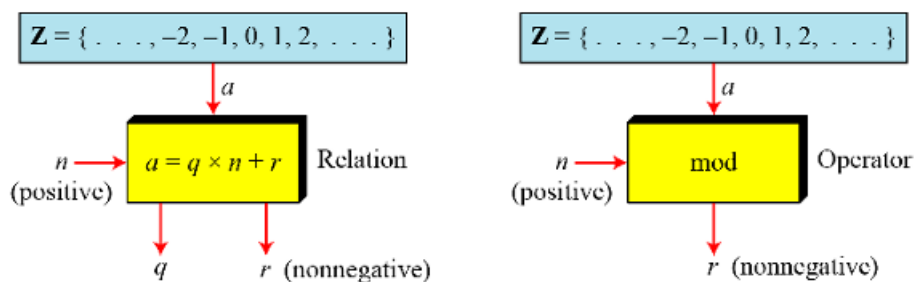 Z = { . . . , –2, –1, 0, 1, 2, . . . }
a
n
(positive)
a = q × n + r
Relation
q
r (nonnegative)
Z = { . . . , –2, –1, 0, 1, 2, . . . }
a
n
(positive)
mod
Operator
r (nonnegative)